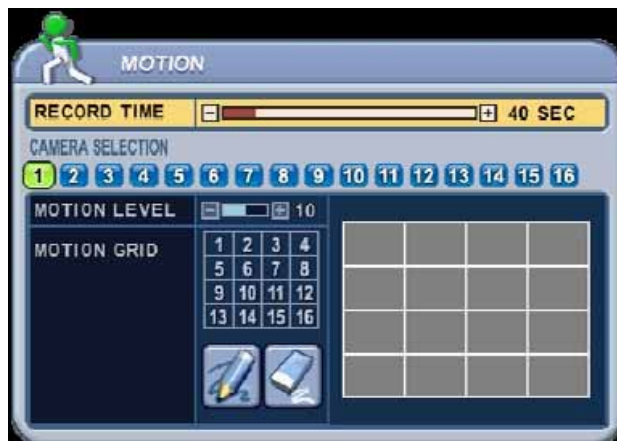 MOTION
RECORD TIME - + 40 SEC
CAMERA SELECTION
1 2 3 4 5 6 7 8 9 10 11 12 13 14 15 16
MOTION LEVEL - + 10
MOTION GRID
1 2 3 4
5 6 7 8
9 10 11 12
13 14 15 16